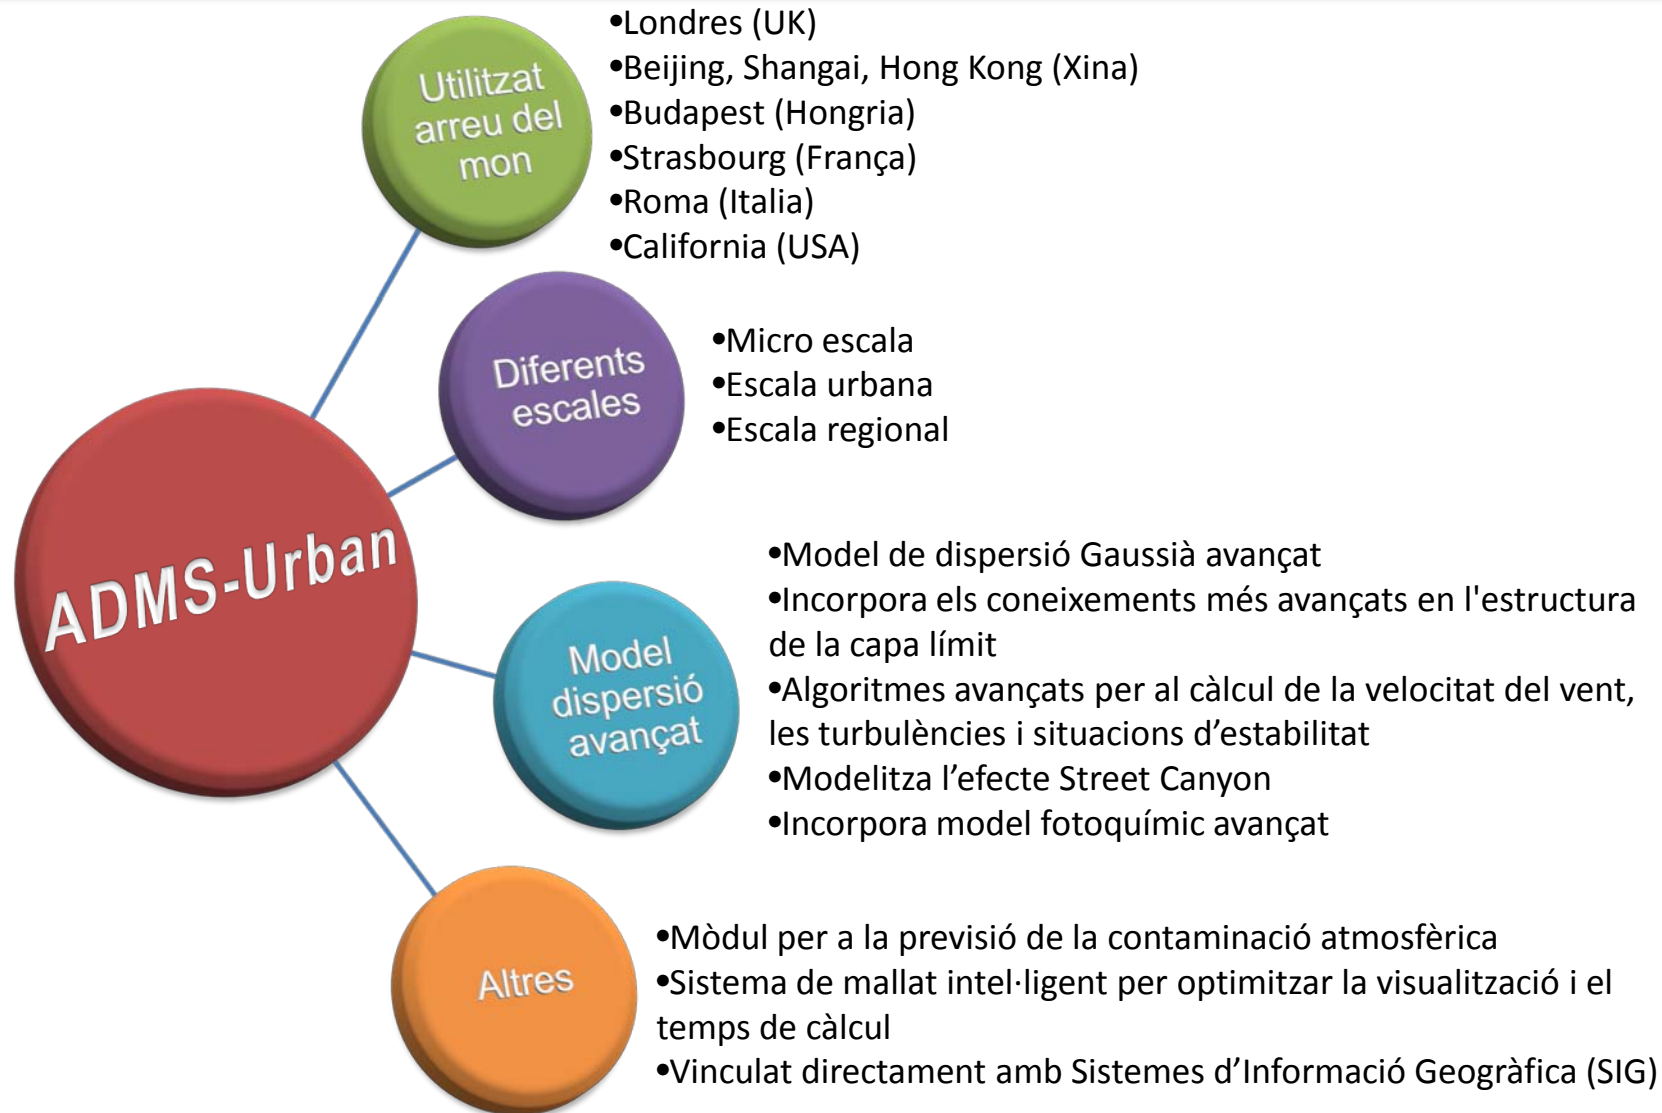 Utilitzat
arreu del
mon
•Londres (UK)
•Beijing, Shangai, Hong Kong (Xina)
•Budapest (Hongria)
•Strasbourg (França)
•Roma (Italia)
•California (USA)
Diferents
escales
•Micro escala
•Escala urbana
•Escala regional
ADMS-Urban
Model
dispersió
avançat
•Model de dispersió Gaussià avançat
•Incorpora els coneixements més avançats en l'estructura
de la capa límit
•Algoritmes avançats per al càlcul de la velocitat del vent,
les turbulències i situacions d’estabilitat
•Modelitza l’efecte Street Canyon
•Incorpora model fotoquímic avançat
Altres
•Mòdul per a la previsió de la contaminació atmosfèrica
•Sistema de mallat intel·ligent per optimitzar la visualització i el
temps de càlcul
•Vinculat directament amb Sistemes d’Informació Geogràfica (SIG)